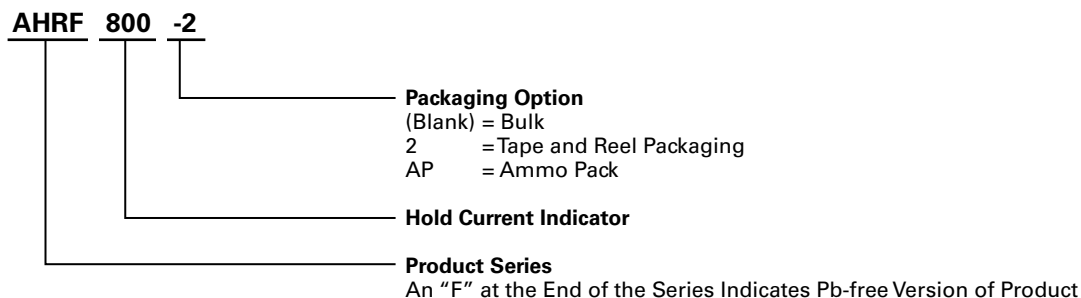 AHRF 800 -2
Packaging Option
(Blank) = Bulk
2 = Tape and Reel Packaging
AP = Ammo Pack
Hold Current Indicator
Product Series
An “F” at the End of the Series Indicates Pb-free Version of Product